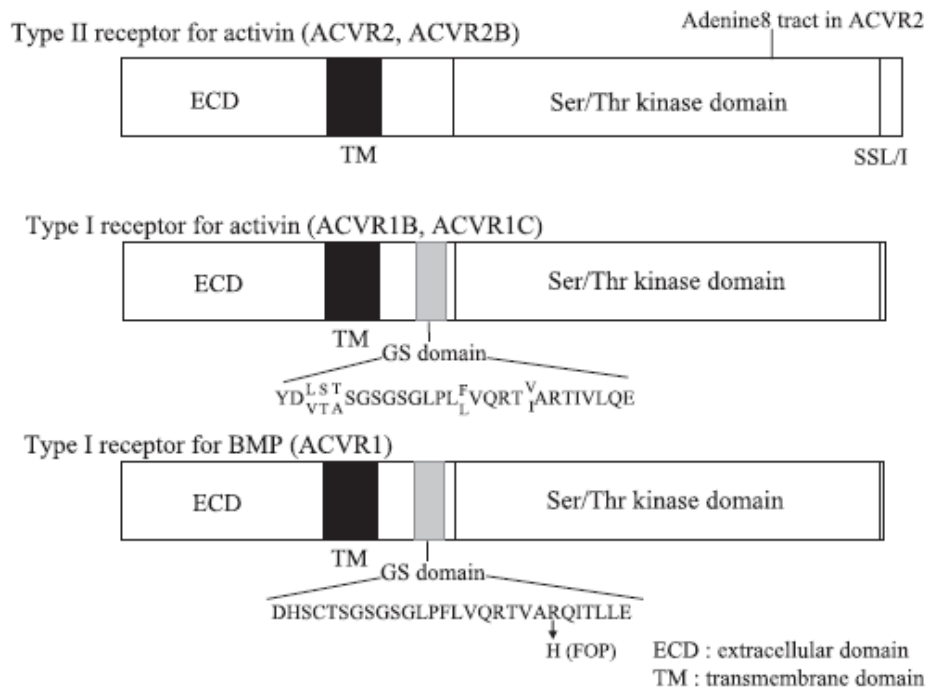 Type II receptor for activin (ACVR2, ACVR2B)
Adenine8 tract in ACVR2
ECD
Ser/Thr kinase domain
TM
SSL/I
Type I receptor for activin (ACVR1B, ACVR1C)
ECD
Ser/Thr kinase domain
TM
GS domain
L S T F V
YD SGSGSGLPL VQRT ARTIVLQE
V T A L I
Type I receptor for BMP (ACVR1)
ECD
Ser/Thr kinase domain
TM
GS domain
DHSCTSGSGSGLPFLVQRTVARQITLLE
H (FOP)
ECD : extracellular domain
TM : transmembrane domain